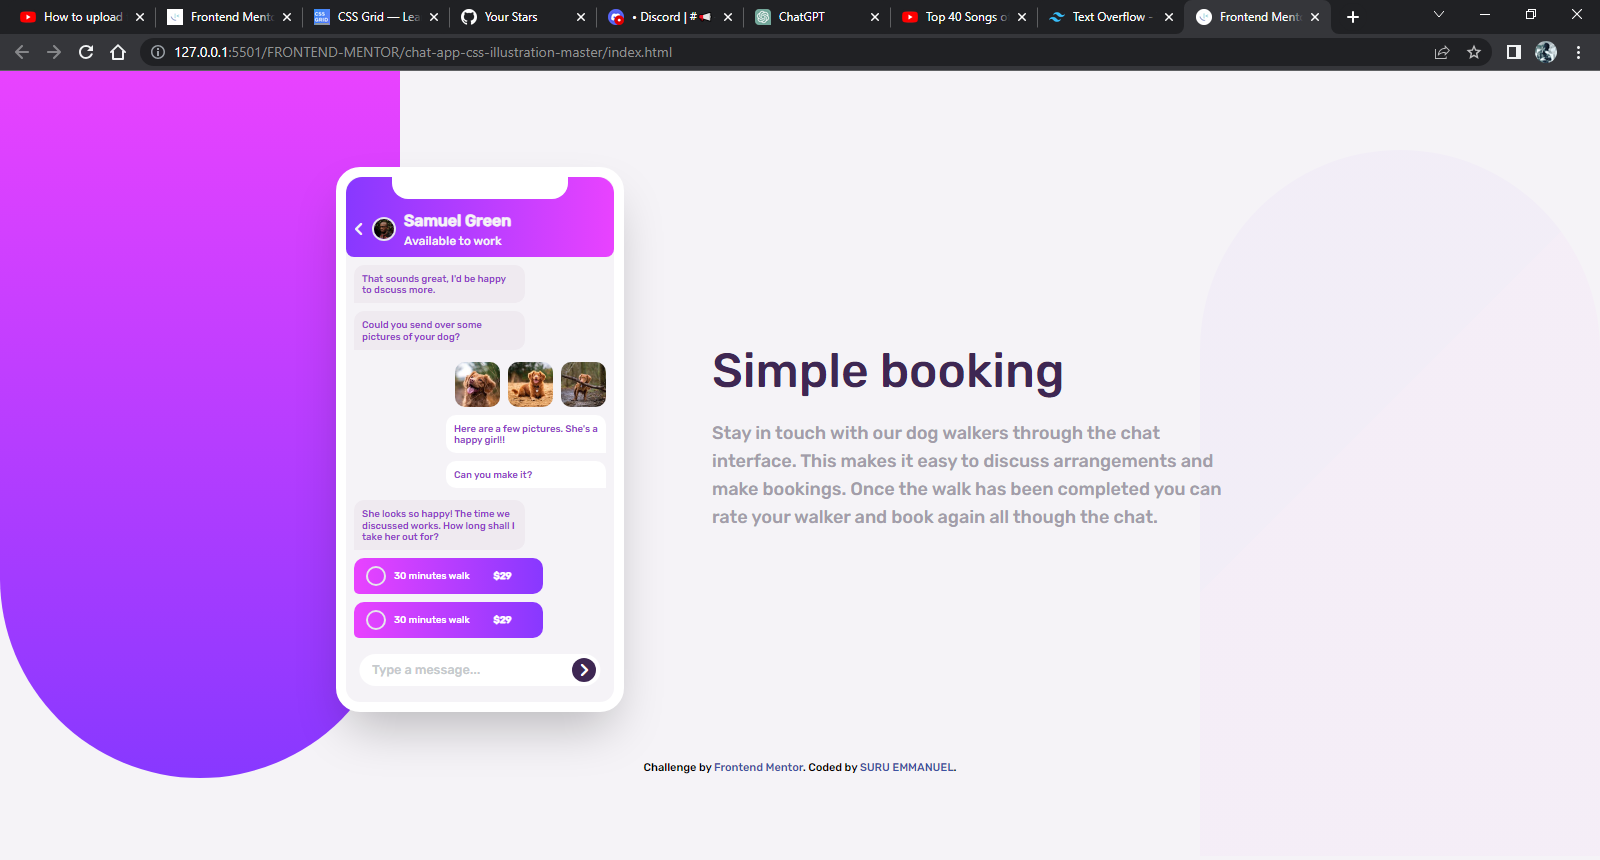 How to upload
Frontend Mento
CSS Grid — Lea
Your Stars
• Discord | #
ChatGPT
Top 40 Songs o
Text Overflow -
Frontend Mento
127.0.0.1:5501/FRONTEND-MENTOR/chat-app-css-illustration-master/index.html
Samuel Green
Available to work
That sounds great, I'd be happy
to dscuss more.
Could you send over some
pictures of your dog?
Here are a few pictures. She's a
happy girl!!
Can you make it?
She looks so happy! The time we
discussed works. How long shall I
take her out for?
30 minutes walk $29
30 minutes walk $29
Type a message...
Simple booking
Stay in touch with our dog walkers through the chat
interface. This makes it easy to discuss arrangements and
make bookings. Once the walk has been completed you can
rate your walker and book again all though the chat.
Challenge by Frontend Mentor. Coded by SURU EMMANUEL.